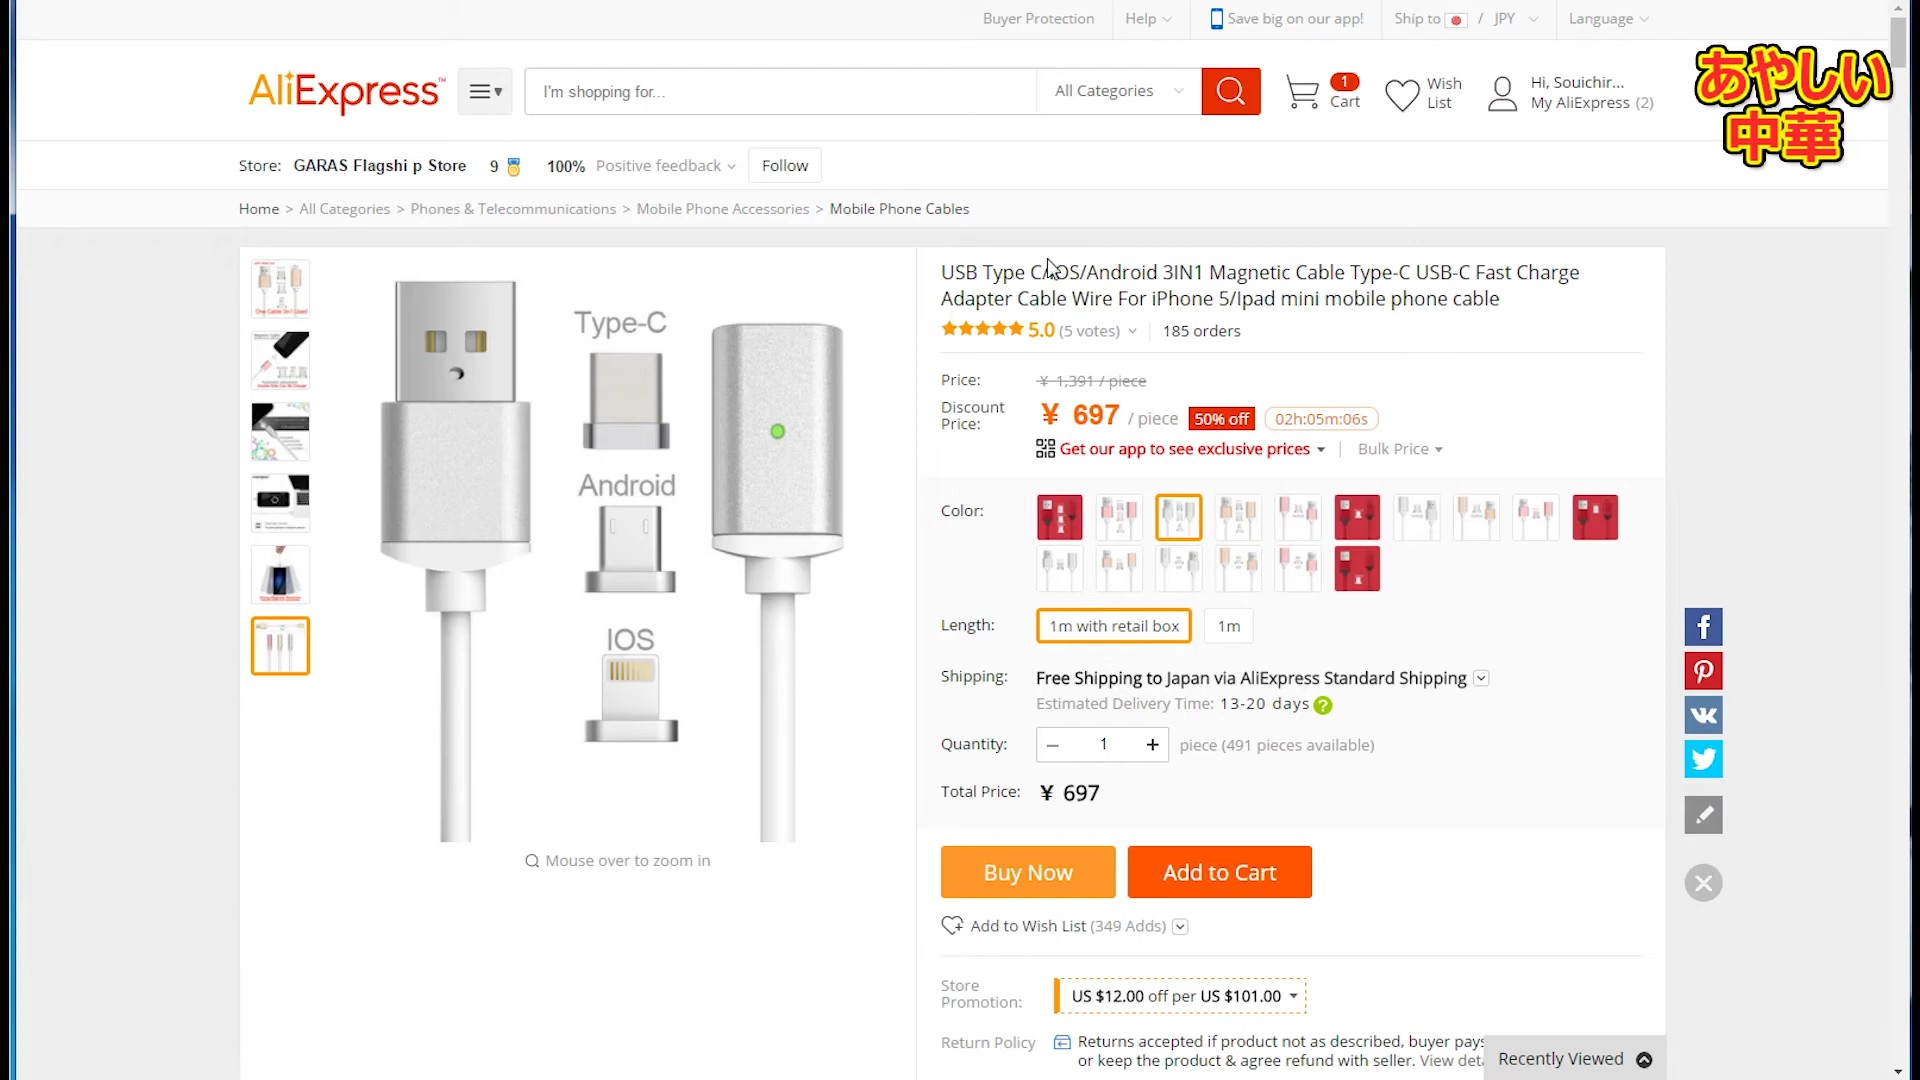 Buyer Protection
Help
Save big on our app!
Ship to / JPY
Language
AliExpress™
I'm shopping for...
All Categories
1
Cart
Wish
List
Hi, Souichir...
My AliExpress (2)
あやしい
中華
Store: GARAS Flagshi p Store 9 100% Positive feedback
Follow
Home > All Categories > Phones & Telecommunications > Mobile Phone Accessories > Mobile Phone Cables
Type-C
Android
IOS
Mouse over to zoom in
USB Type C/IOS/Android 3IN1 Magnetic Cable Type-C USB-C Fast Charge
Adapter Cable Wire For iPhone 5/Ipad mini mobile phone cable
5.0 (5 votes) 185 orders
Price: ¥ 1,391 / piece
Discount
Price: ¥ 697 / piece 50% off 02h:05m:06s
Get our app to see exclusive prices
Bulk Price
Color:
Length: 1m with retail box 1m
Shipping: Free Shipping to Japan via AliExpress Standard Shipping
Estimated Delivery Time: 13-20 days ?
Quantity: – 1 + piece (491 pieces available)
Total Price: ¥ 697
Buy Now
Add to Cart
Add to Wish List (349 Adds)
Store
Promotion:
US $12.00 off per US $101.00
Return Policy
Returns accepted if product not as described, buyer pays
or keep the product & agree refund with seller. View deta
Recently Viewed